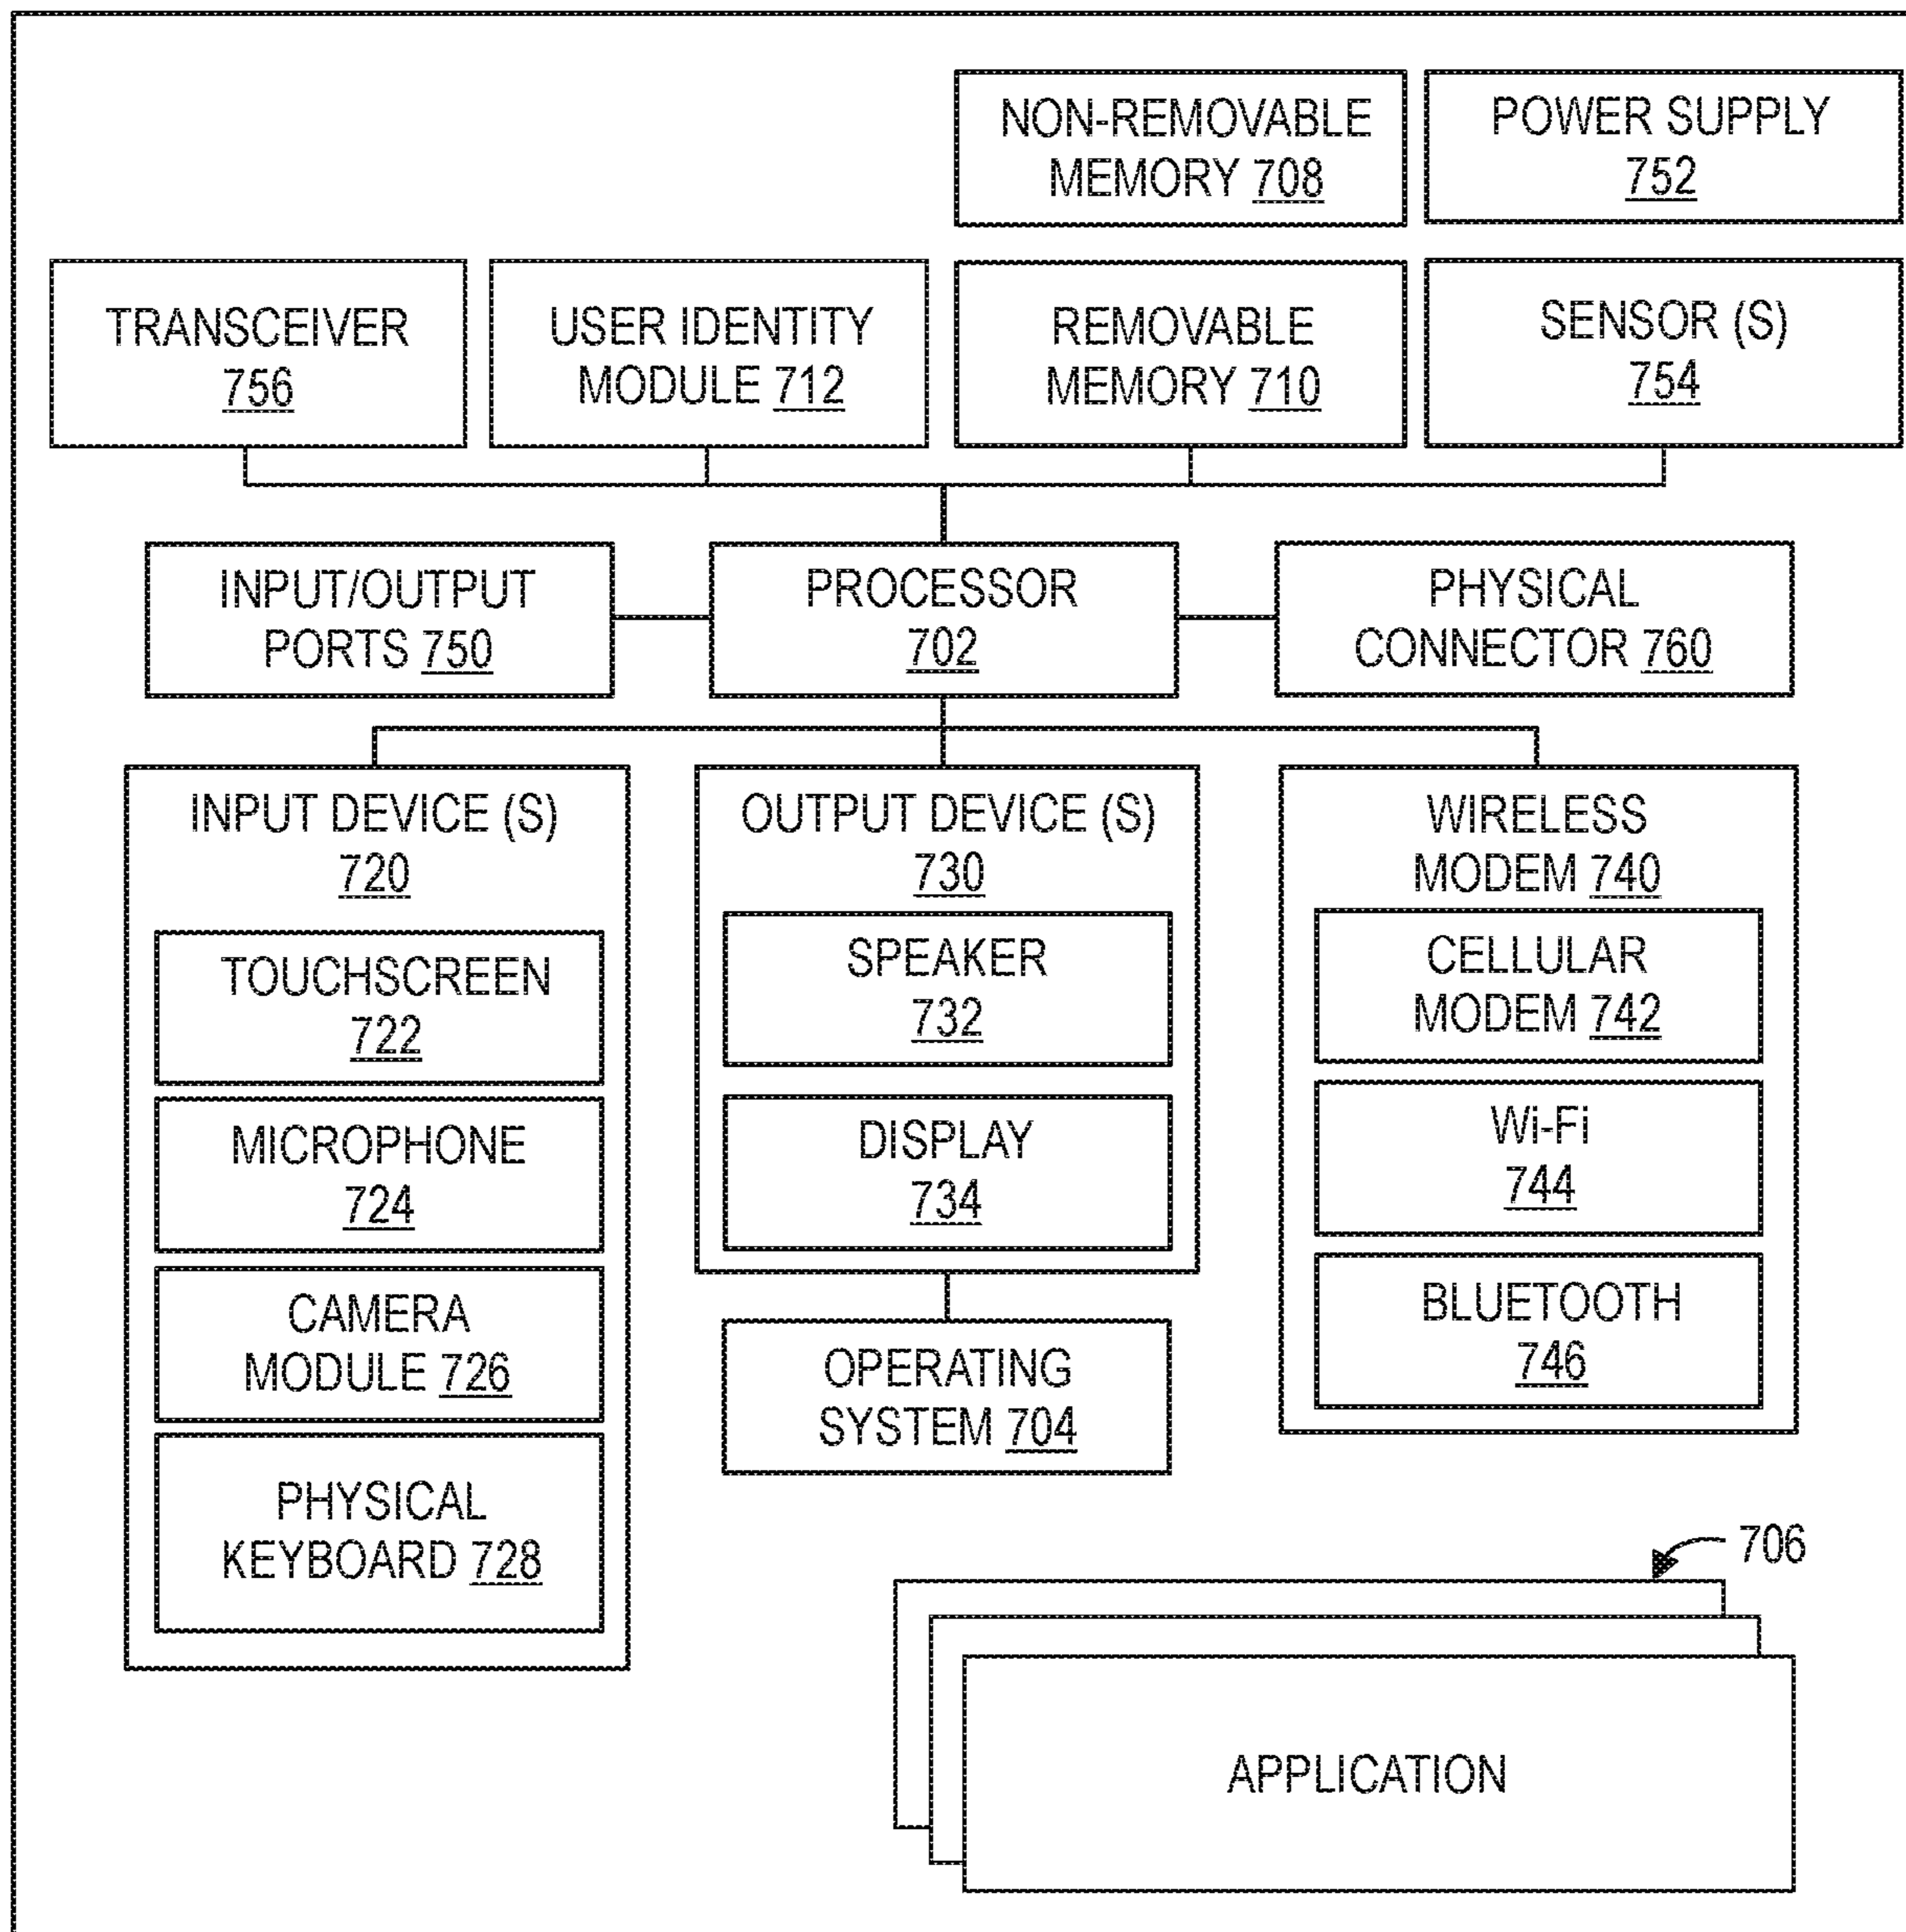 NON-REMOVABLE
MEMORY 708
POWER SUPPLY
752
TRANSCEIVER
756
USER IDENTITY
MODULE 712
REMOVABLE
MEMORY 710
SENSOR (S)
754
INPUT/OUTPUT
PORTS 750
PROCESSOR
702
PHYSICAL
CONNECTOR 760
INPUT DEVICE (S)
720
TOUCHSCREEN
722
MICROPHONE
724
CAMERA
MODULE 726
PHYSICAL
KEYBOARD 728
OUTPUT DEVICE (S)
730
SPEAKER
732
DISPLAY
734
OPERATING
SYSTEM 704
WIRELESS
MODEM 740
CELLULAR
MODEM 742
Wi-Fi
744
BLUETOOTH
746
706
APPLICATION